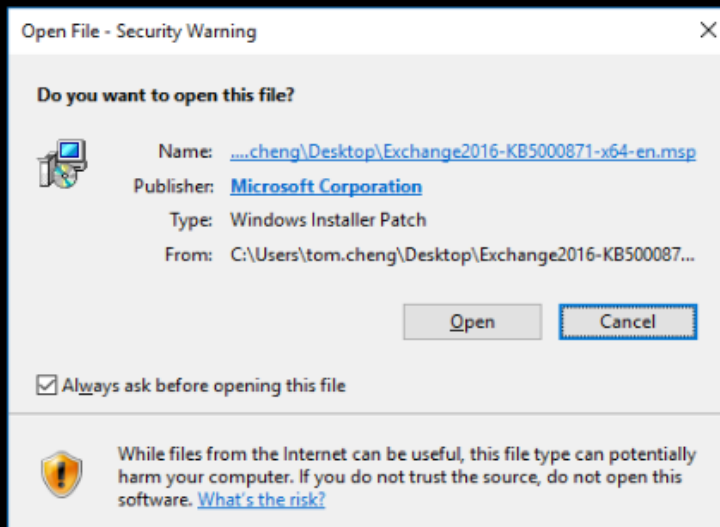 Open File - Security Warning
Do you want to open this file?
Name: ....cheng\Desktop\Exchange2016-KB5000871-x64-en.msp
Publisher: Microsoft Corporation
Type: Windows Installer Patch
From: C:\Users\tom.cheng\Desktop\Exchange2016-KB500087...
Open Cancel
Always ask before opening this file
While files from the Internet can be useful, this file type can potentially
harm your computer. If you do not trust the source, do not open this
software. What's the risk?